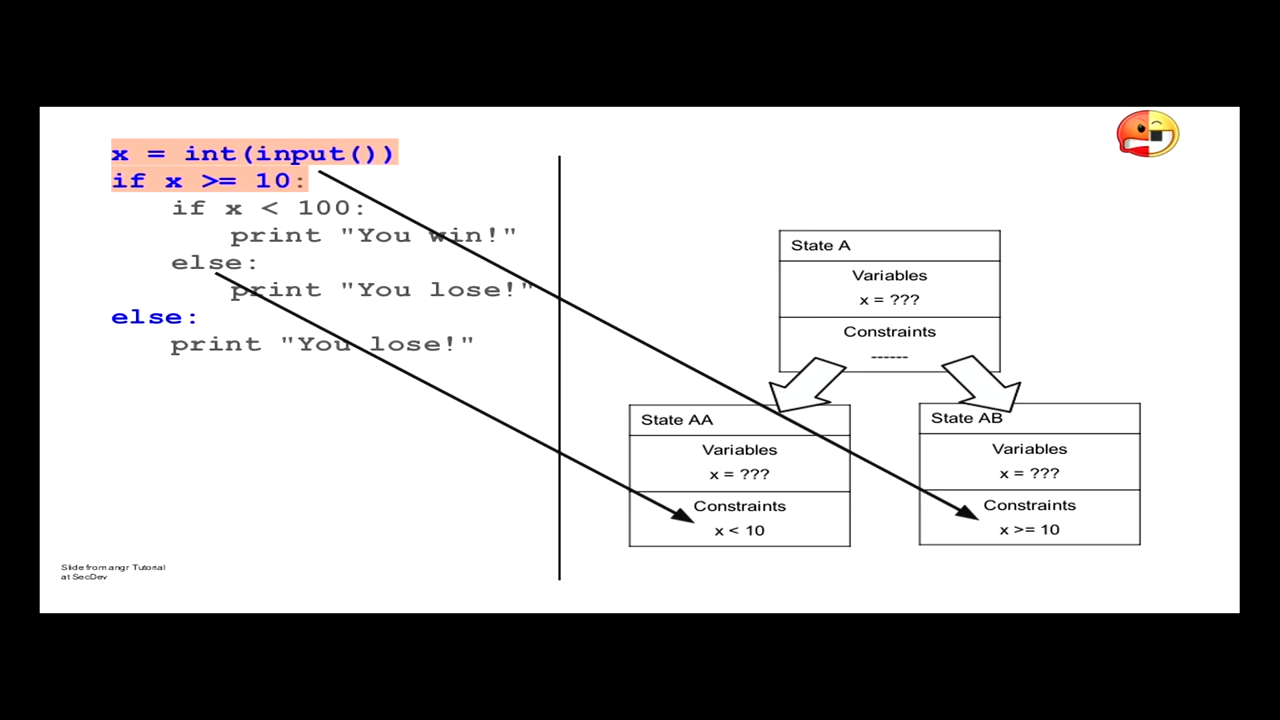 x = int(input())
if x >= 10:
if x < 100:
print "You win!"
else:
print "You lose!"
else:
print "You lose!"
State A
Variables
x = ???
Constraints
------
State AA
Variables
x = ???
Constraints
x < 10
State AB
Variables
x = ???
Constraints
x >= 10
Slide from angr Tutorial
at SecDev